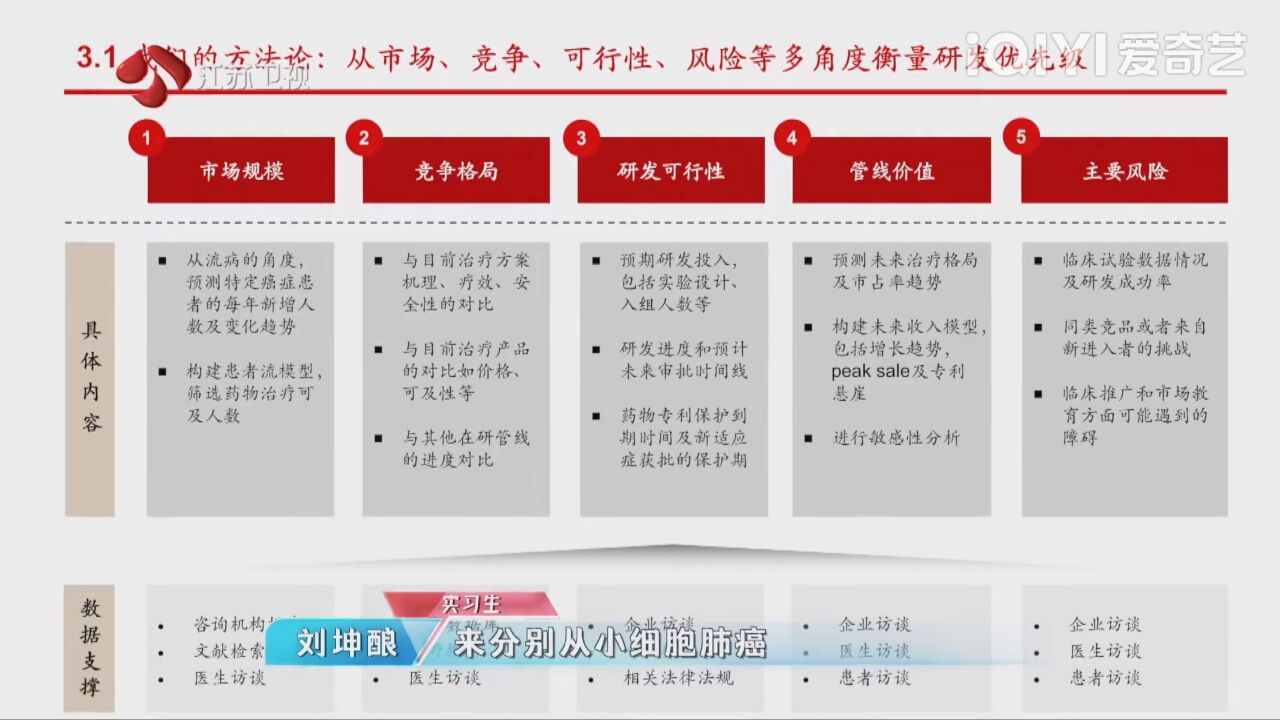 3.1 我们的方法论：从市场、竞争、可行性、风险等多角度衡量研发优先级
江苏卫视
iQIYI 爱奇艺
1
市场规模
2
竞争格局
3
研发可行性
4
管线价值
5
主要风险
具体内容
从流病的角度，
预测特定癌症患
者的每年新增人
数及变化趋势
构建患者流模型，
筛选药物治疗可
及人数
与目前治疗方案
机理、疗效、安
全性的对比
与目前治疗产品
的对比如价格、
可及性等
与其他在研管线
的进度对比
预期研发投入，
包括实验设计、
入组人数等
研发进度和预计
未来审批时间线
药物专利保护到
期时间及新适应
症获批的保护期
预测未来治疗格局
及市占率趋势
构建未来收入模型，
包括增长趋势，
peak sale及专利
悬崖
进行敏感性分析
临床试验数据情况
及研发成功率
同类竞品或者来自
新进入者的挑战
临床推广和市场教
育方面可能遇到的
障碍
数据支撑
咨询机构
文献检索
医生访谈
医生访谈
企业访谈
相关法律法规
企业访谈
医生访谈
患者访谈
企业访谈
医生访谈
患者访谈
实习生
刘坤酿 来分别从小细胞肺癌